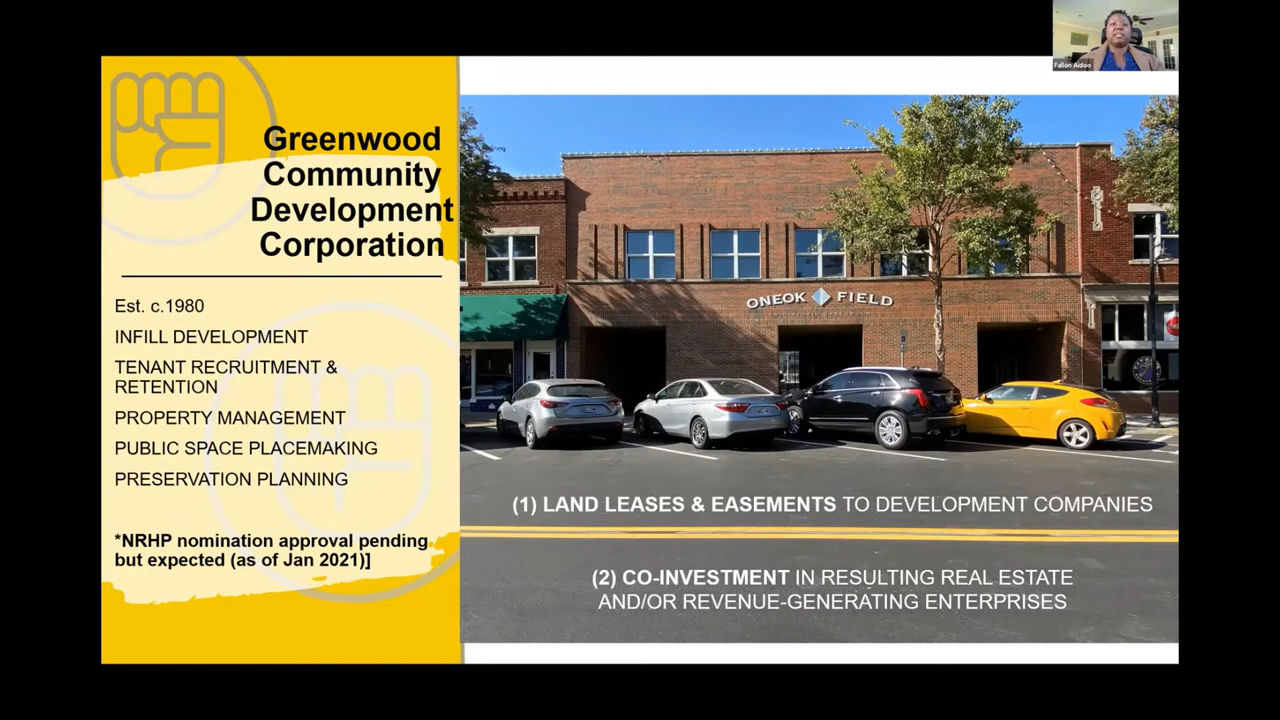 Fallon Aidoo
Greenwood
Community
Development
Corporation
Est. c.1980
INFILL DEVELOPMENT
TENANT RECRUITMENT &
RETENTION
PROPERTY MANAGEMENT
PUBLIC SPACE PLACEMAKING
PRESERVATION PLANNING
*NRHP nomination approval pending
but expected (as of Jan 2021)]
ONEOK FIELD
(1) LAND LEASES & EASEMENTS TO DEVELOPMENT COMPANIES
(2) CO-INVESTMENT IN RESULTING REAL ESTATE
AND/OR REVENUE-GENERATING ENTERPRISES